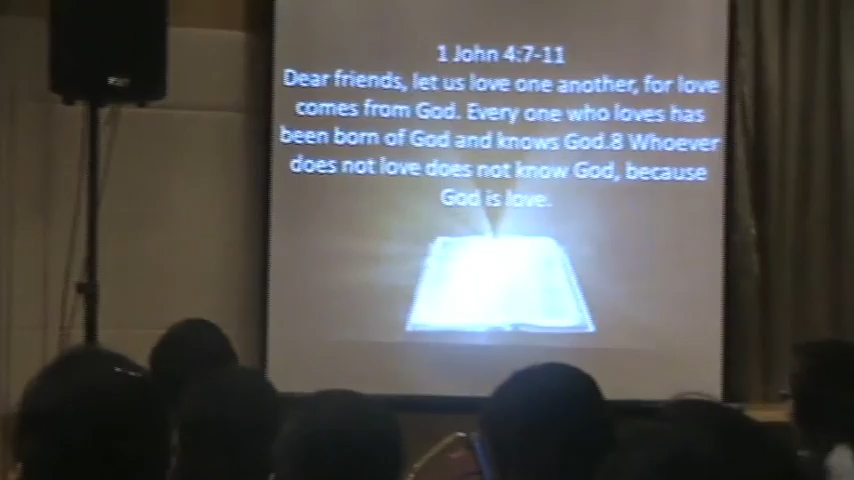 1 John 4:7-11
Dear friends, let us love one another, for love
comes from God. Every one who loves has
been born of God and knows God.8 Whoever
does not love does not know God, because
God is love.